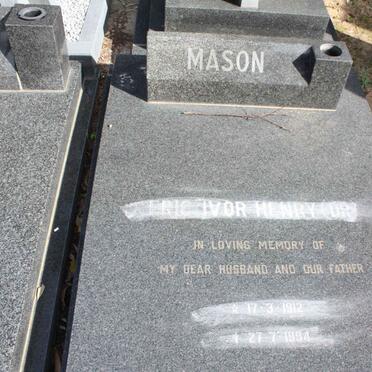 MASON
ERIC IVOR HENRY (DR
IN LOVING MEMORY OF
MY DEAR HUSBAND AND OUR FATHER
17-3-1912
27-7-1994